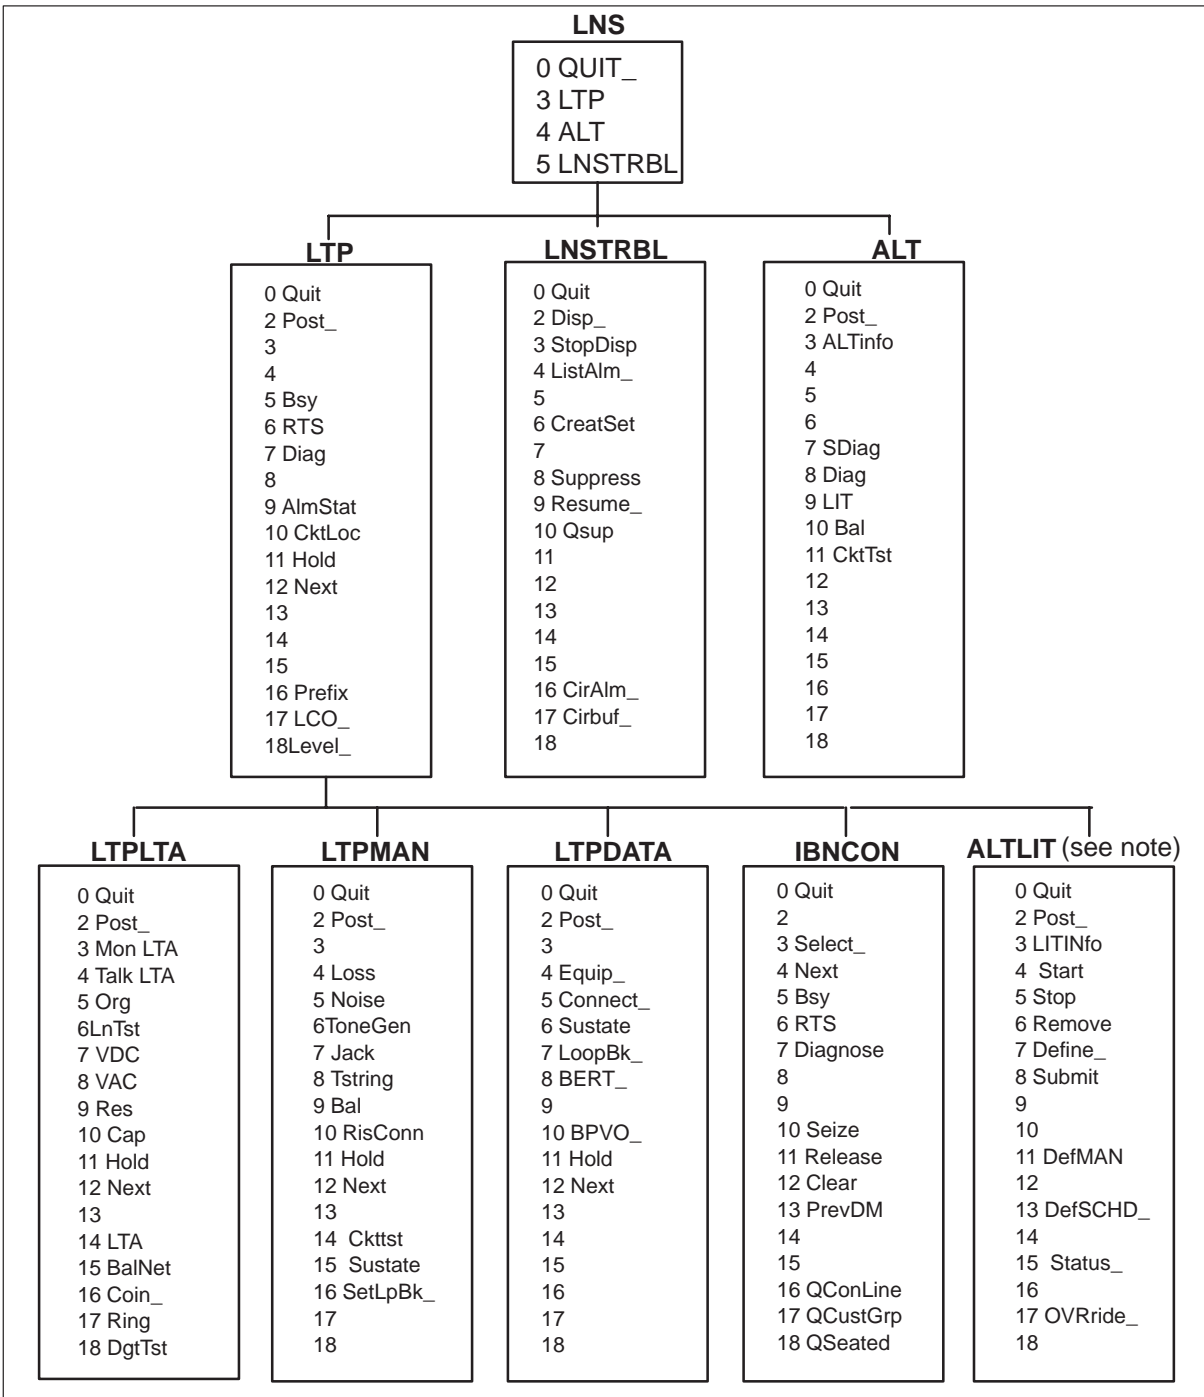 LNS
0 QUIT_
3 LTP
4 ALT
5 LNSTRBL
LTP
0 Quit
2 Post_
3
4
5 Bsy
6 RTS
7 Diag
8
9 AlmStat
10 CktLoc
11 Hold
12 Next
13
14
15
16 Prefix
17 LCO_
18Level_
LNSTRBL
0 Quit
2 Disp_
3 StopDisp
4 ListAlm_
5
6 CreatSet
7
8 Suppress
9 Resume_
10 Qsup
11
12
13
14
15
16 CirAlm_
17 Cirbuf_
18
ALT
0 Quit
2 Post_
3 ALTinfo
4
5
6
7 SDiag
8 Diag
9 LIT
10 Bal
11 CktTst
12
13
14
15
16
17
18
LTPLTA
0 Quit
2 Post_
3 Mon LTA
4 Talk LTA
5 Org
6LnTst
7 VDC
8 VAC
9 Res
10 Cap
11 Hold
12 Next
13
14 LTA
15 BalNet
16 Coin_
17 Ring
18 DgtTst
LTPMAN
0 Quit
2 Post_
3
4 Loss
5 Noise
6ToneGen
7 Jack
8 Tstring
9 Bal
10 RisConn
11 Hold
12 Next
13
14 Ckttst
15 Sustate
16 SetLpBk_
17
18
LTPDATA
0 Quit
2 Post_
3
4 Equip_
5 Connect_
6 Sustate
7 LoopBk_
8 BERT_
9
10 BPVO_
11 Hold
12 Next
13
14
15
16
17
18
IBNCON
0 Quit
2
3 Select_
4 Next
5 Bsy
6 RTS
7 Diagnose
8
9
10 Seize
11 Release
12 Clear
13 PrevDM
14
15
16 QConLine
17 QCustGrp
18 QSeated
ALTLIT (see note)
0 Quit
2 Post_
3 LITINfo
4 Start
5 Stop
6 Remove
7 Define_
8 Submit
9
10
11 DefMAN
12
13 DefSCHD_
14
15 Status_
16
17 OVRride_
18